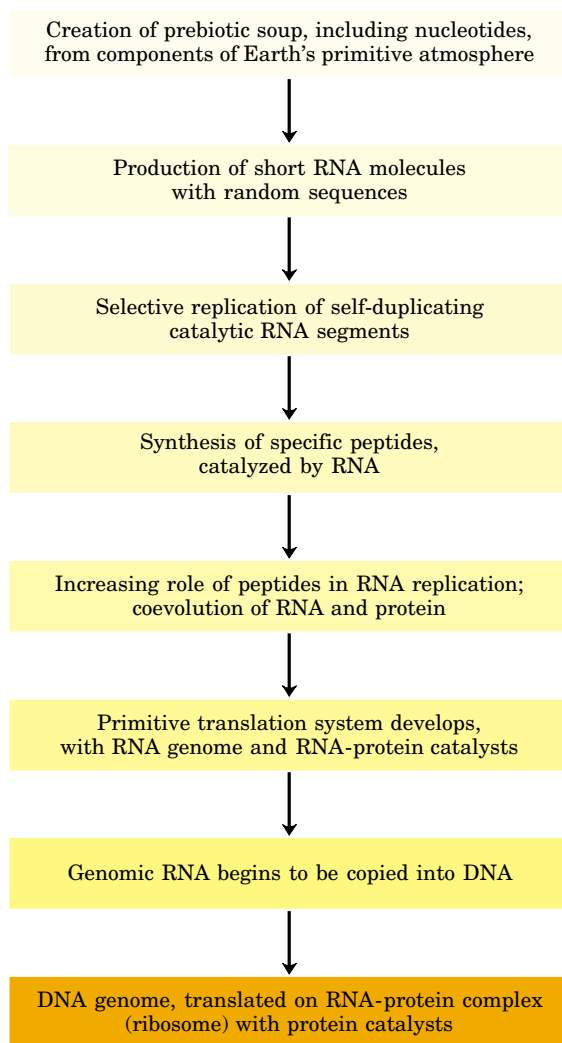 Creation of prebiotic soup, including nucleotides,
from components of Earth's primitive atmosphere
Production of short RNA molecules
with random sequences
Selective replication of self-duplicating
catalytic RNA segments
Synthesis of specific peptides,
catalyzed by RNA
Increasing role of peptides in RNA replication;
coevolution of RNA and protein
Primitive translation system develops,
with RNA genome and RNA-protein catalysts
Genomic RNA begins to be copied into DNA
DNA genome, translated on RNA-protein complex
(ribosome) with protein catalysts